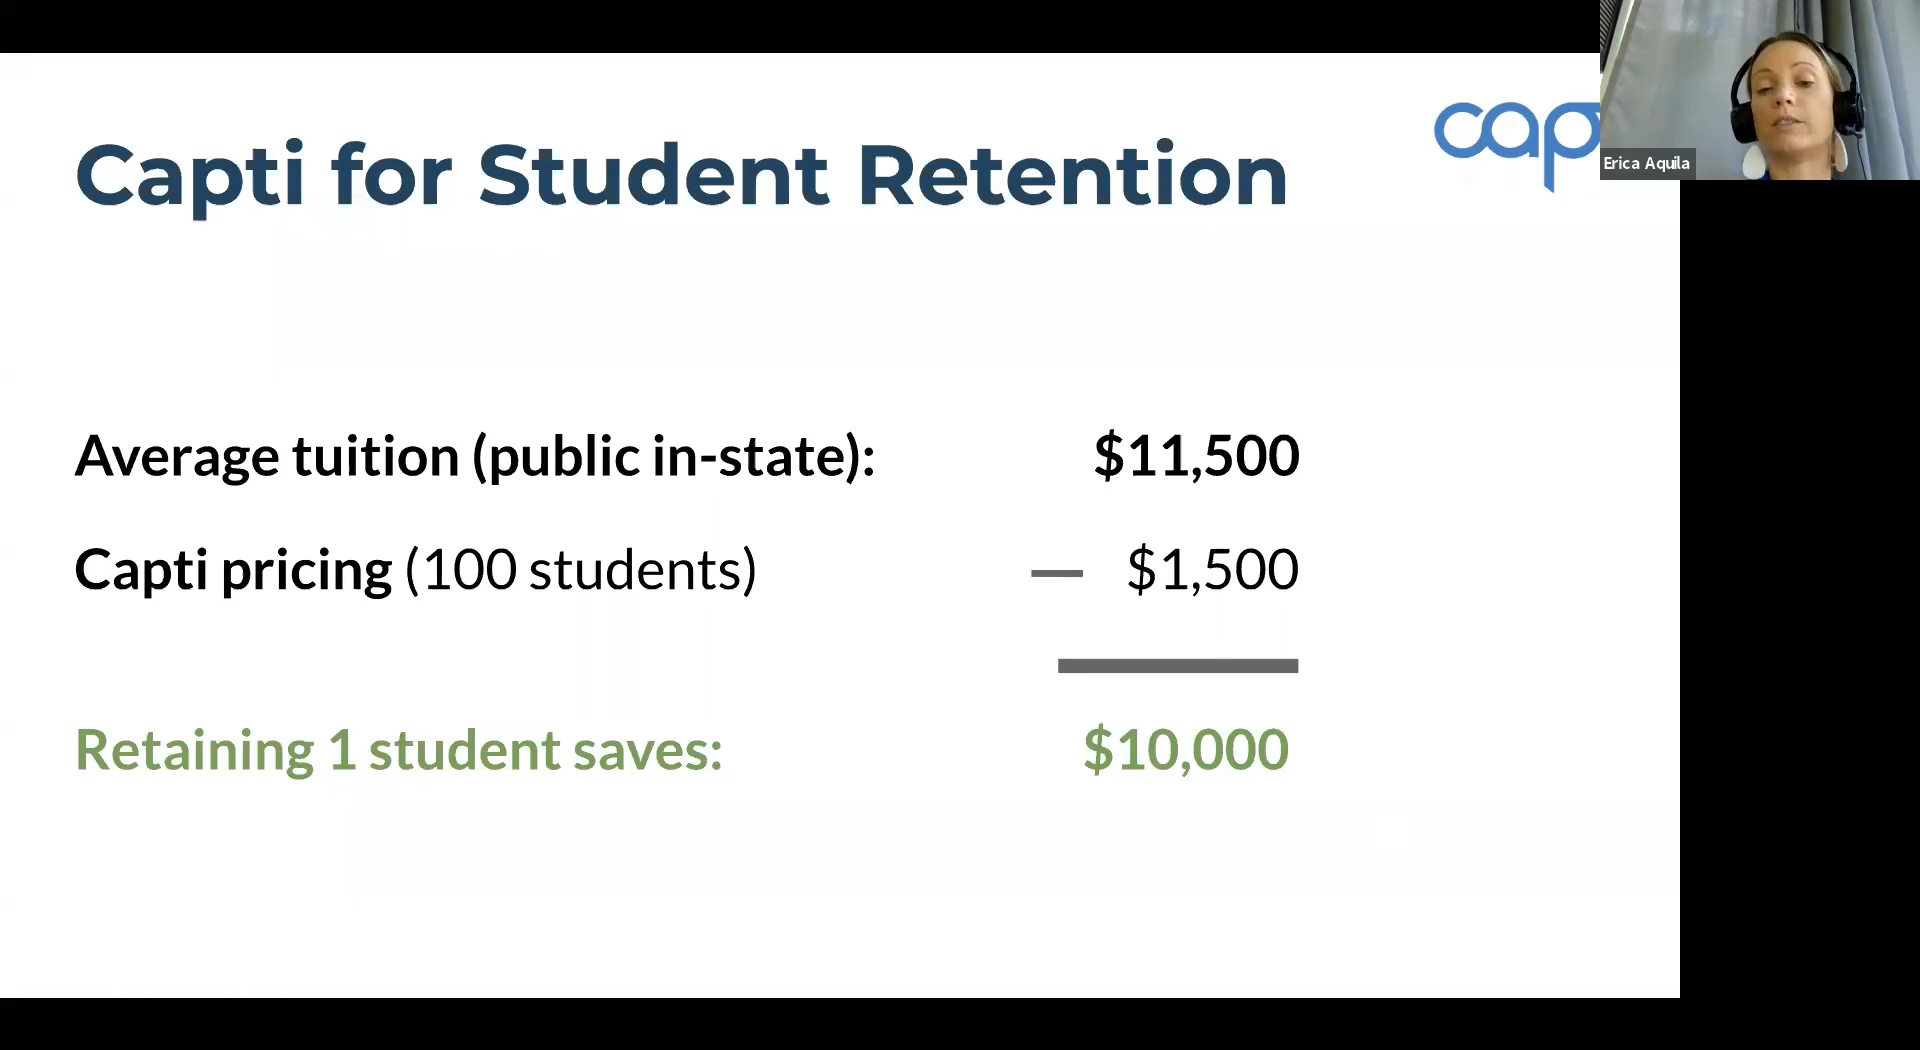 Capti for Student Retention
cap
Erica Aquila
Average tuition (public in-state): $11,500
Capti pricing (100 students) — $1,500
Retaining 1 student saves: $10,000